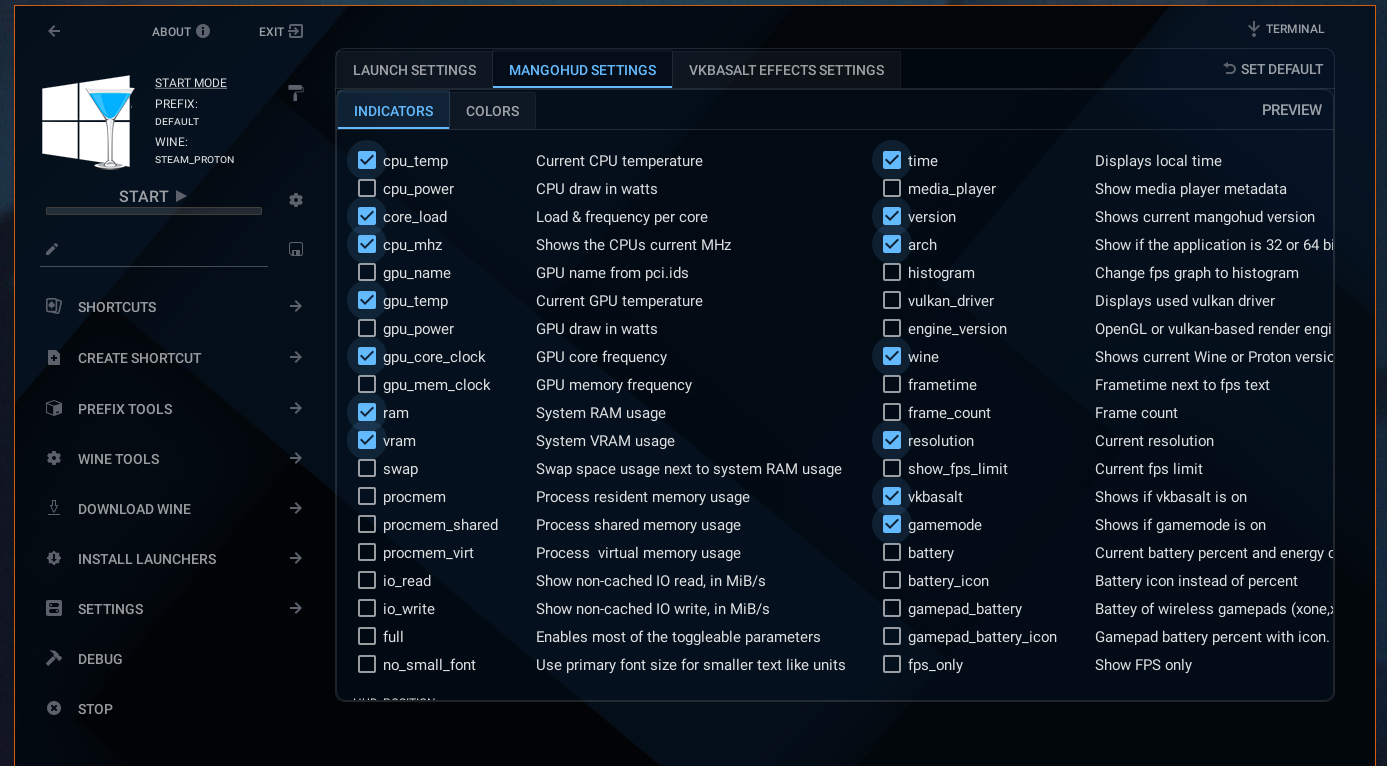 ABOUT
EXIT
TERMINAL
START MODE
PREFIX:
DEFAULT
WINE:
STEAM_PROTON
START
SHORTCUTS
CREATE SHORTCUT
PREFIX TOOLS
WINE TOOLS
DOWNLOAD WINE
INSTALL LAUNCHERS
SETTINGS
DEBUG
STOP
LAUNCH SETTINGS MANGOHUD SETTINGS VKBASALT EFFECTS SETTINGS SET DEFAULT
INDICATORS COLORS PREVIEW
cpu_temp Current CPU temperature time Displays local time
cpu_power CPU draw in watts media_player Show media player metadata
core_load Load & frequency per core version Shows current mangohud version
cpu_mhz Shows the CPUs current MHz arch Show if the application is 32 or 64 bi
gpu_name GPU name from pci.ids histogram Change fps graph to histogram
gpu_temp Current GPU temperature vulkan_driver Displays used vulkan driver
gpu_power GPU draw in watts engine_version OpenGL or vulkan-based render engi
gpu_core_clock GPU core frequency wine Shows current Wine or Proton versio
gpu_mem_clock GPU memory frequency frametime Frametime next to fps text
ram System RAM usage frame_count Frame count
vram System VRAM usage resolution Current resolution
swap Swap space usage next to system RAM usage show_fps_limit Current fps limit
procmem Process resident memory usage vkbasalt Shows if vkbasalt is on
procmem_shared Process shared memory usage gamemode Shows if gamemode is on
procmem_virt Process  virtual memory usage battery Current battery percent and energy
io_read Show non-cached IO read, in MiB/s battery_icon Battery icon instead of percent
io_write Show non-cached IO write, in MiB/s gamepad_battery Battey of wireless gamepads (xone,
full Enables most of the toggleable parameters gamepad_battery_icon Gamepad battery percent with icon.
no_small_font Use primary font size for smaller text like units fps_only Show FPS only